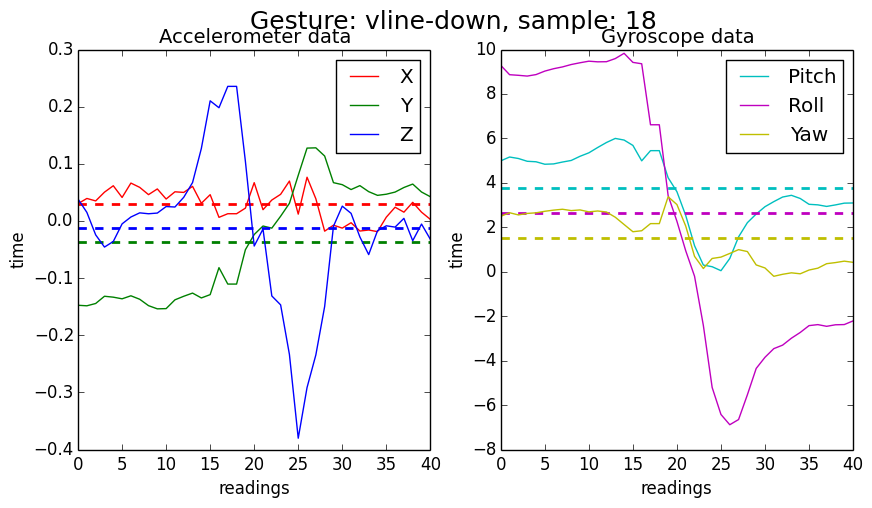 Gesture: vline-down, sample: 18
Accelerometer data
0.3
0.2
0.1
0.0
−0.1
−0.2
−0.3
−0.4
time
0 5 10 15 20 25 30 35 40
readings
X
Y
Z
Gyroscope data
10
8
6
4
2
0
−2
−4
−6
−8
time
0 5 10 15 20 25 30 35 40
readings
Pitch
Roll
Yaw